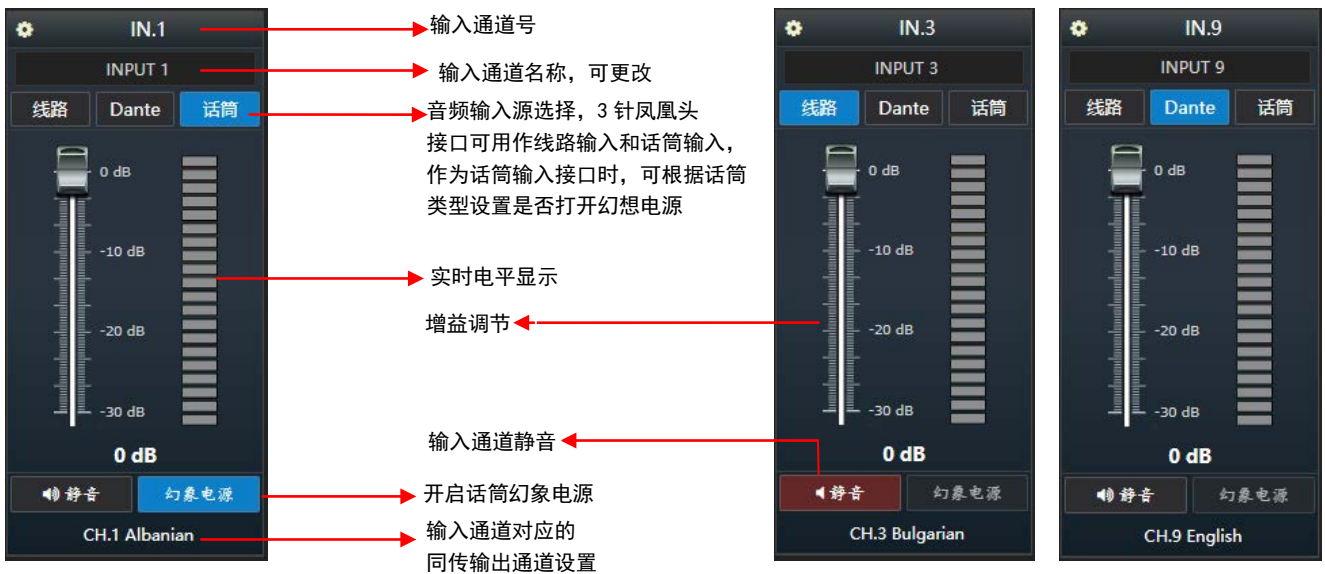 IN.1
INPUT 1
线路 Dante 话筒
0 dB
-10 dB
-20 dB
-30 dB
0 dB
静音 幻象电源
CH.1 Albanian
输入通道号
输入通道名称，可更改
音频输入源选择，3 针凤凰头
接口可用作线路输入和话筒输入，
作为话筒输入接口时，可根据话筒
类型设置是否打开幻想电源
实时电平显示
增益调节
输入通道静音
开启话筒幻象电源
输入通道对应的
同传输出通道设置
IN.3
INPUT 3
线路 Dante 话筒
0 dB
-10 dB
-20 dB
-30 dB
0 dB
静音 幻象电源
CH.3 Bulgarian
IN.9
INPUT 9
线路 Dante 话筒
0 dB
-10 dB
-20 dB
-30 dB
0 dB
静音 幻象电源
CH.9 English